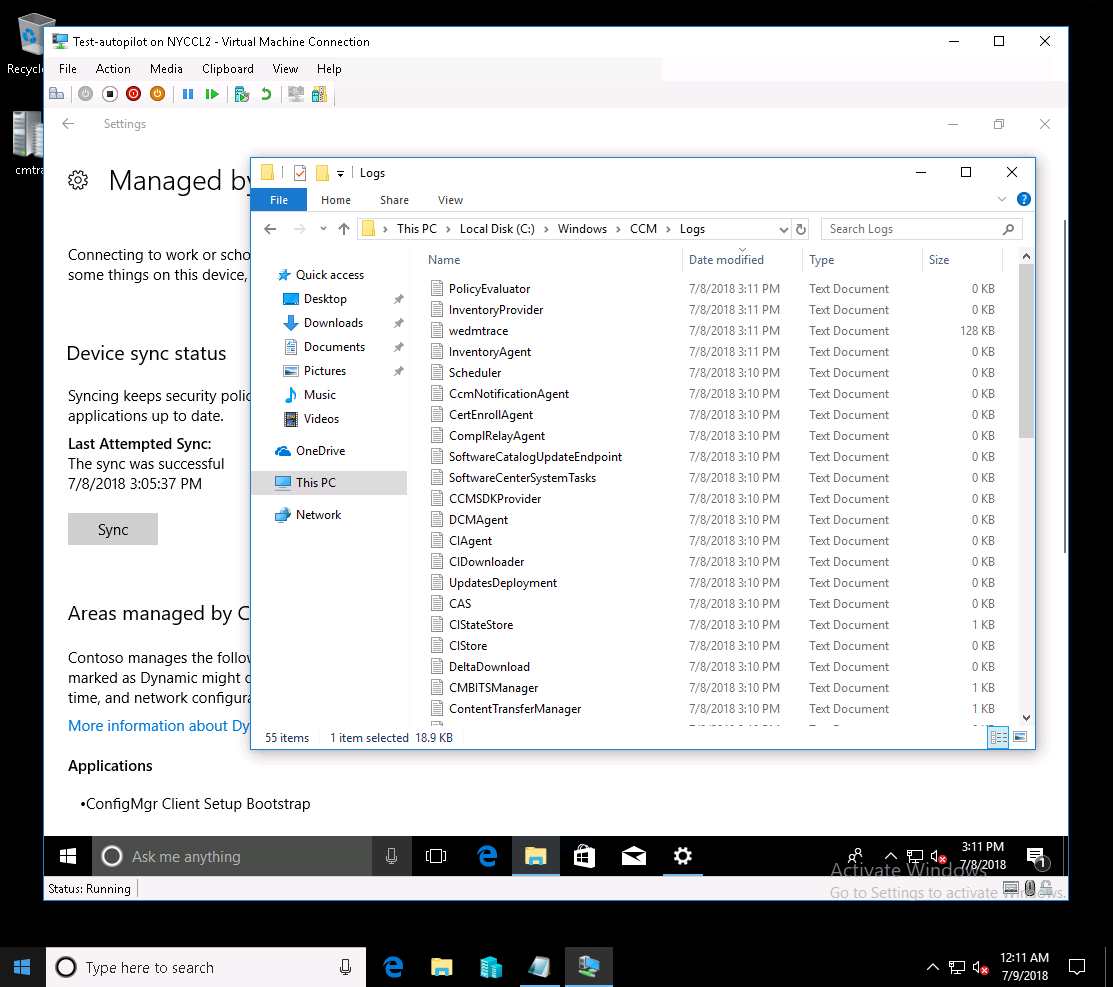 Recycle
cmtra
Test-autopilot on NYCCL2 - Virtual Machine Connection
File Action Media Clipboard View Help
Settings
Managed by
Connecting to work or scho
some things on this device,
Device sync status
Syncing keeps security polic
applications up to date.
Last Attempted Sync:
The sync was successful
7/8/2018 3:05:37 PM
Sync
Areas managed by C
Contoso manages the follow
marked as Dynamic might c
time, and network configura
More information about Dy
Applications
•ConfigMgr Client Setup Bootstrap
Logs
File Home Share View
This PC Local Disk (C:) Windows CCM Logs
Search Logs
Quick access
Desktop
Downloads
Documents
Pictures
Music
Videos
OneDrive
This PC
Network
Name Date modified Type Size
PolicyEvaluator 7/8/2018 3:11 PM Text Document 0 KB
InventoryProvider 7/8/2018 3:11 PM Text Document 0 KB
wedmtrace 7/8/2018 3:11 PM Text Document 128 KB
InventoryAgent 7/8/2018 3:11 PM Text Document 0 KB
Scheduler 7/8/2018 3:10 PM Text Document 0 KB
CcmNotificationAgent 7/8/2018 3:10 PM Text Document 0 KB
CertEnrollAgent 7/8/2018 3:10 PM Text Document 0 KB
ComplRelayAgent 7/8/2018 3:10 PM Text Document 0 KB
SoftwareCatalogUpdateEndpoint 7/8/2018 3:10 PM Text Document 0 KB
SoftwareCenterSystemTasks 7/8/2018 3:10 PM Text Document 0 KB
CCMSDKProvider 7/8/2018 3:10 PM Text Document 0 KB
DCMAgent 7/8/2018 3:10 PM Text Document 0 KB
CIAgent 7/8/2018 3:10 PM Text Document 0 KB
CIDownloader 7/8/2018 3:10 PM Text Document 0 KB
UpdatesDeployment 7/8/2018 3:10 PM Text Document 0 KB
CAS 7/8/2018 3:10 PM Text Document 0 KB
CIStateStore 7/8/2018 3:10 PM Text Document 1 KB
CIStore 7/8/2018 3:10 PM Text Document 0 KB
DeltaDownload 7/8/2018 3:10 PM Text Document 0 KB
CMBITSManager 7/8/2018 3:10 PM Text Document 1 KB
ContentTransferManager 7/8/2018 3:10 PM Text Document 1 KB
55 items 1 item selected 18.9 KB
Ask me anything
3:11 PM
7/8/2018
1
Activate Windows
Go to Settings to activate Windows.
Status: Running
Type here to search
12:11 AM
7/9/2018